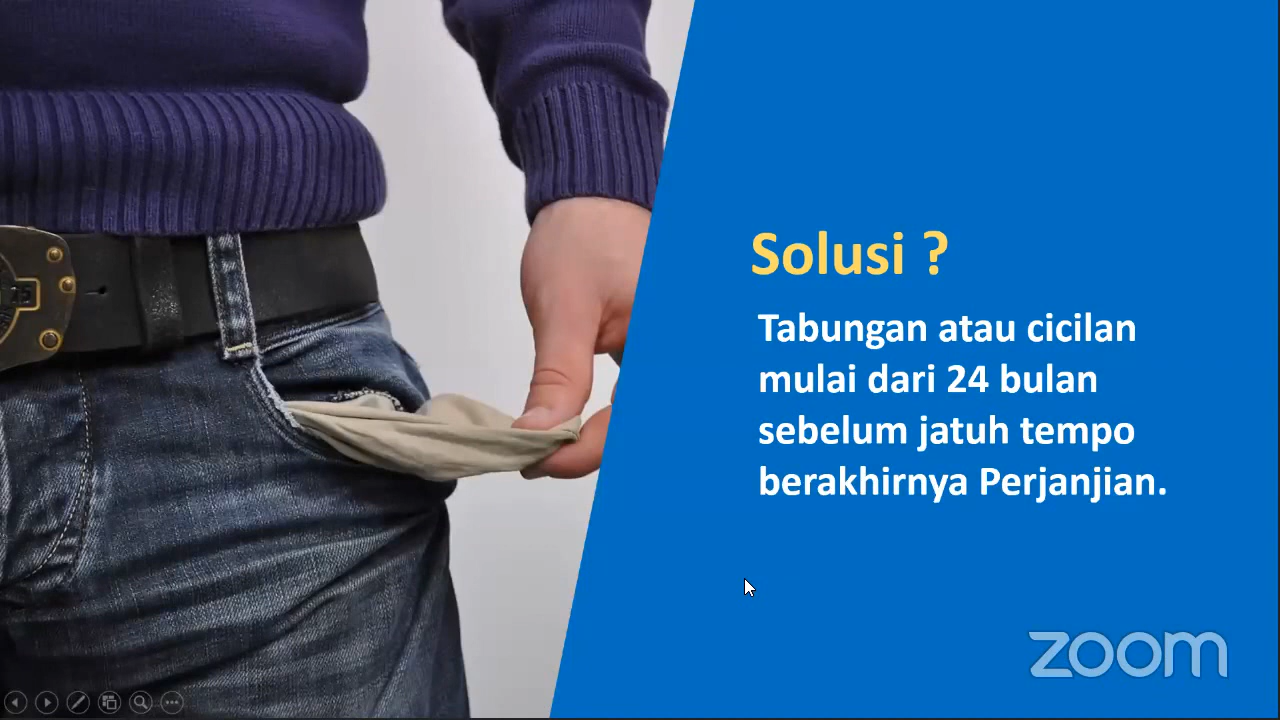 Solusi ?
Tabungan atau cicilan
mulai dari 24 bulan
sebelum jatuh tempo
berakhirnya Perjanjian.
zoom